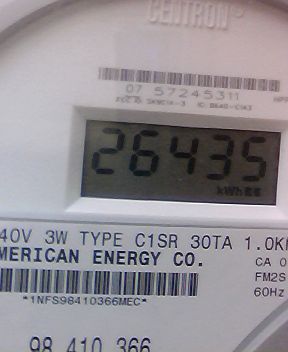 CENTRON®
07 57245311
26435
kWh
40V 3W TYPE C1SR 30TA 1.0K
MERICAN ENERGY CO.
CA 0
FM2S
60Hz
*1NFS98410366MEC*
98 410 366